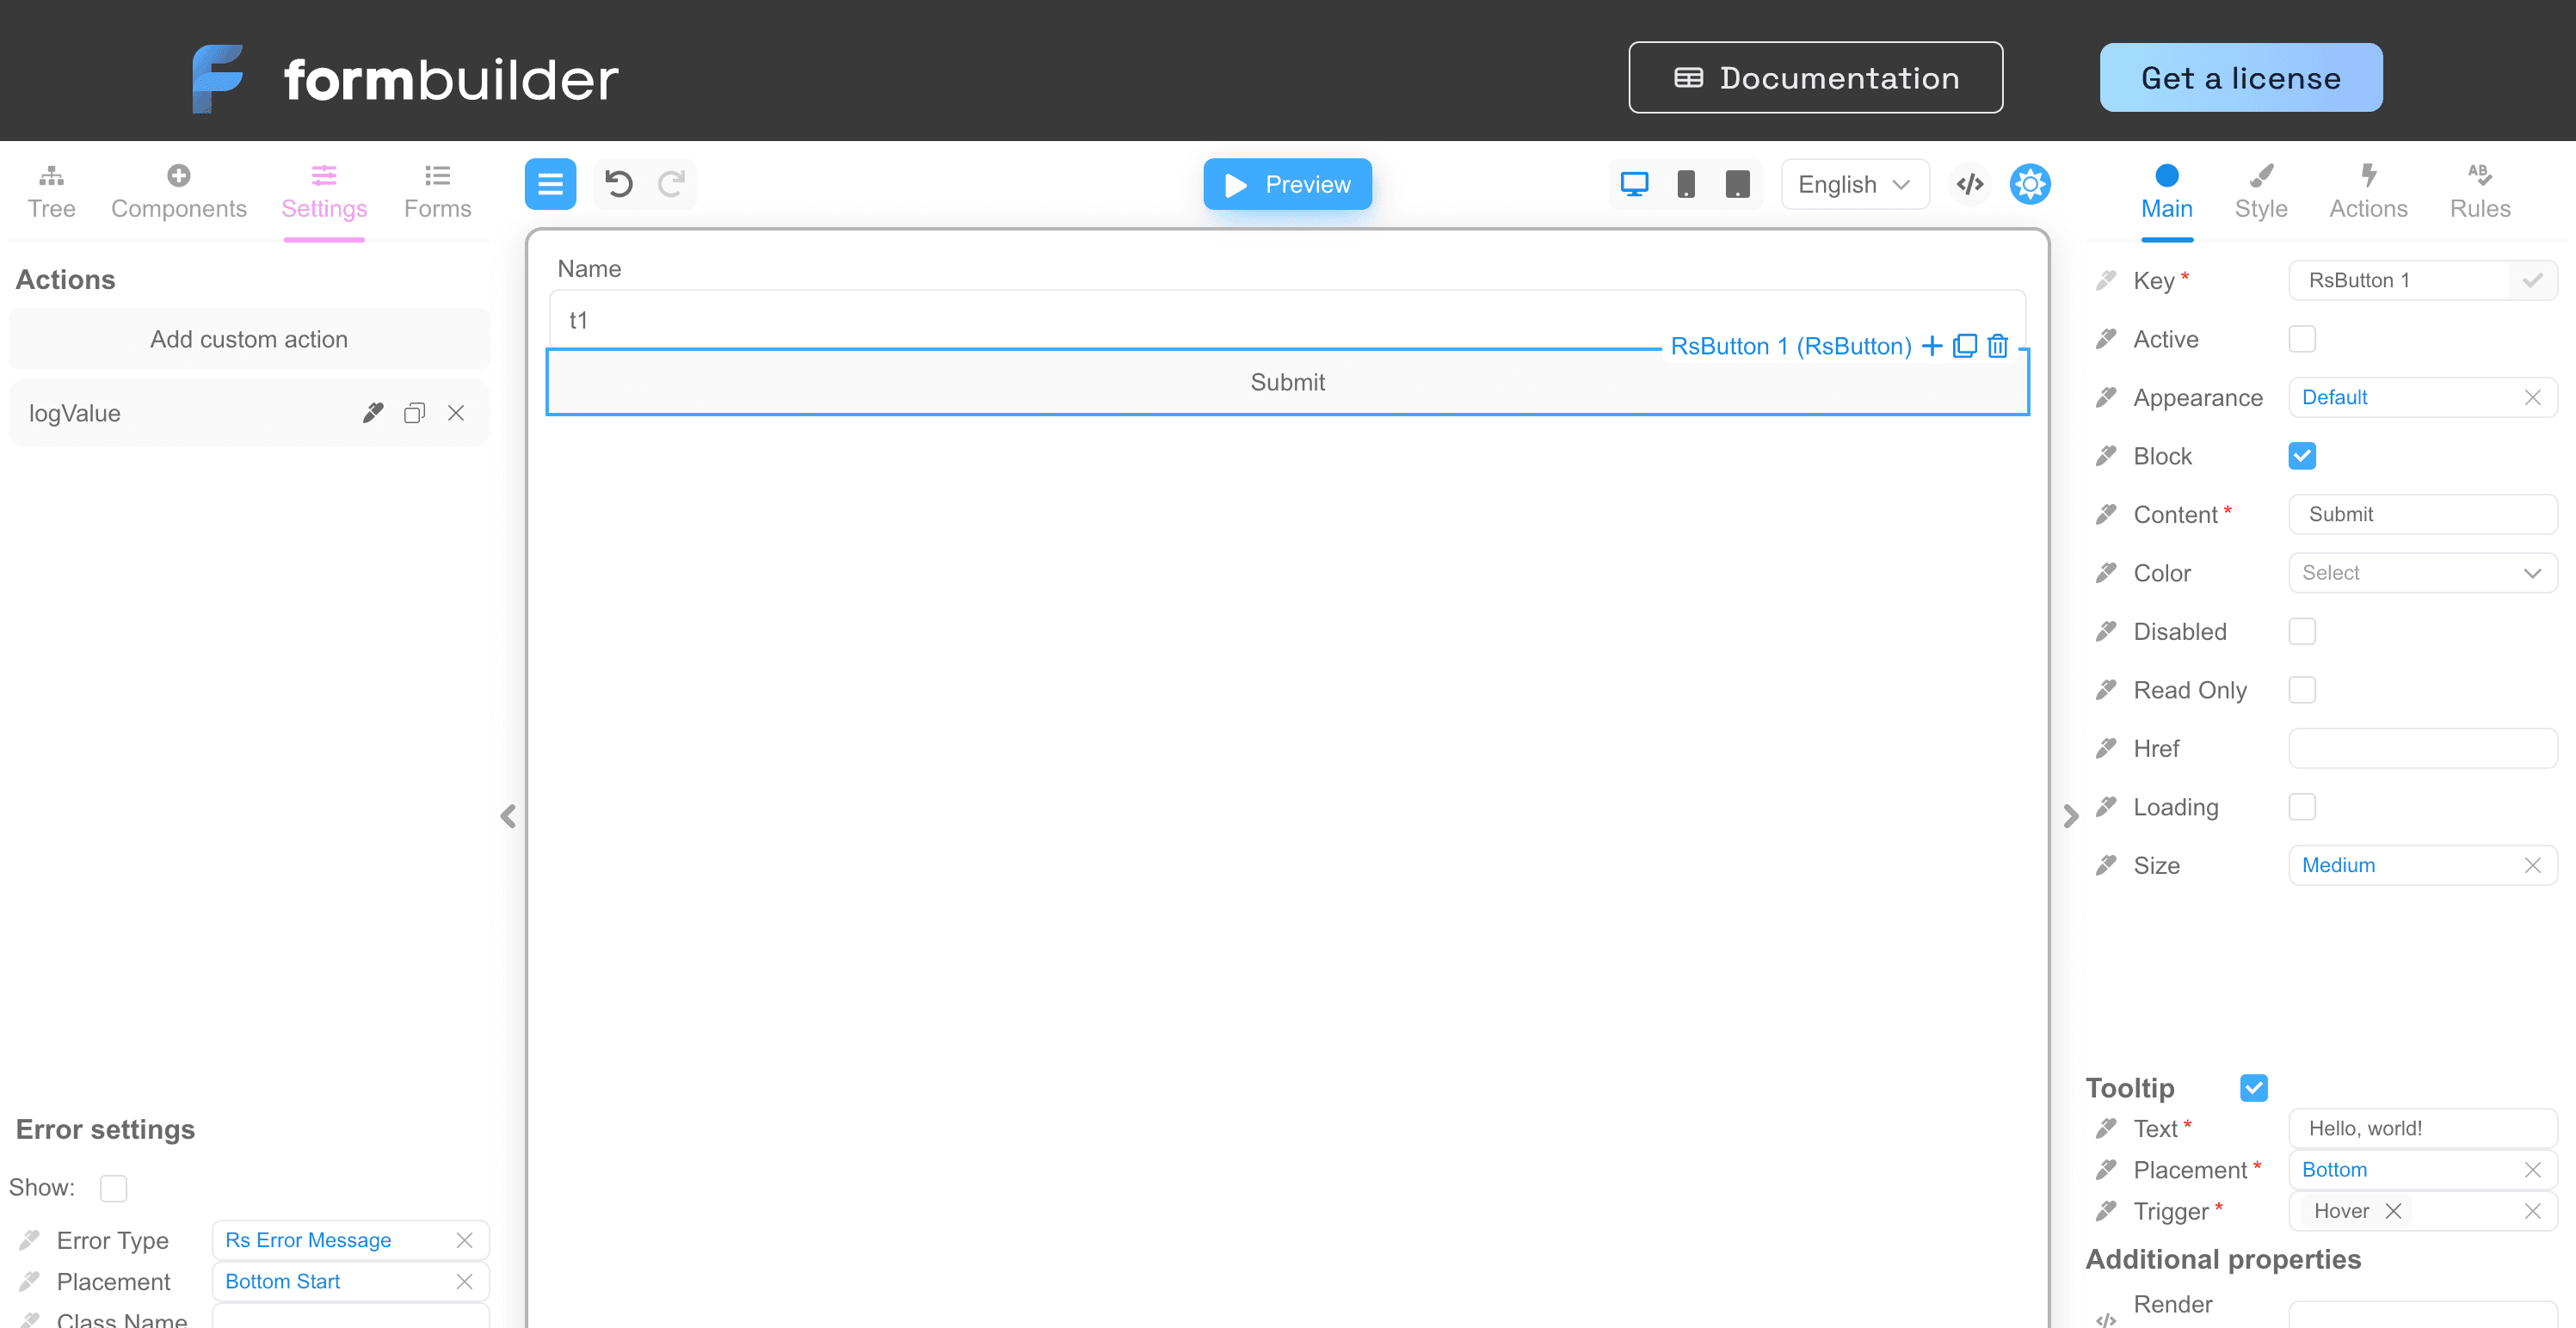 formbuilder
Documentation
Get a license
Tree
Components
Settings
Forms
Preview
English
Main
Style
Actions
Rules
Actions
Add custom action
logValue
Error settings
Show:
Error Type Rs Error Message
Placement Bottom Start
Class Name
Name
t1
RsButton 1 (RsButton)
Submit
Key * RsButton 1
Active
Appearance Default
Block
Content * Submit
Color Select
Disabled
Read Only
Href
Loading
Size Medium
Tooltip
Text * Hello, world!
Placement * Bottom
Trigger * Hover
Additional properties
Render